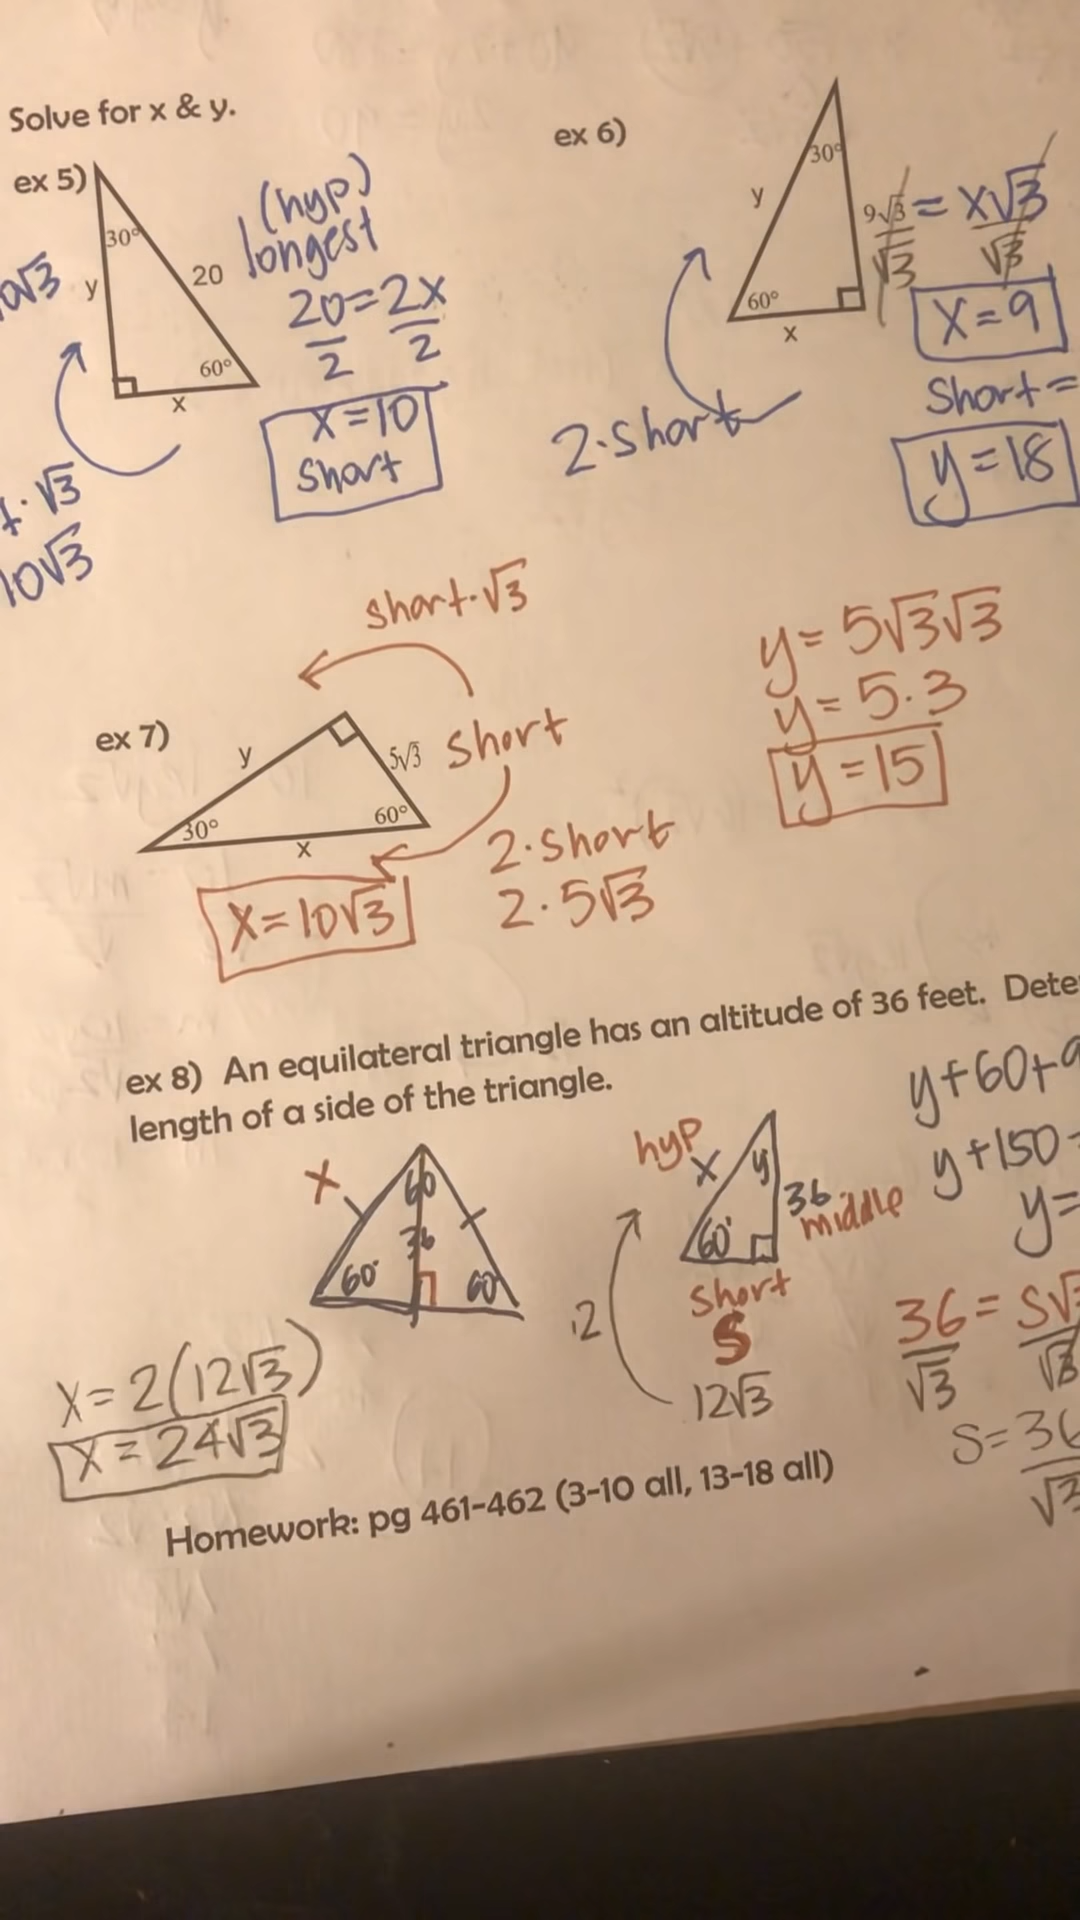 Solve for x & y.
ex 5)
30°
y
20
60°
x
(hyp)
longest
20=2x
2 2
x=10
short
√3
10√3
ex 6)
30°
y
9√3 = x√3
√3 √3
60°
x
x=9
2·short
short=
y=18
short·√3
ex 7)
y
5√3
short
30°
60°
x
x=10√3
2·short
2·5√3
y= 5√3√3
y= 5·3
y=15
ex 8) An equilateral triangle has an altitude of 36 feet.
length of a side of the triangle.
x
60
36
60°
60
hyp
x
y
36
middle
60°
short
S
12√3
·2
y+60+
y+150
y=
36 = S√3
√3 √3
S=36
√3
x=2(12√3)
x=24√3
Homework: pg 461-462 (3-10 all, 13-18 all)